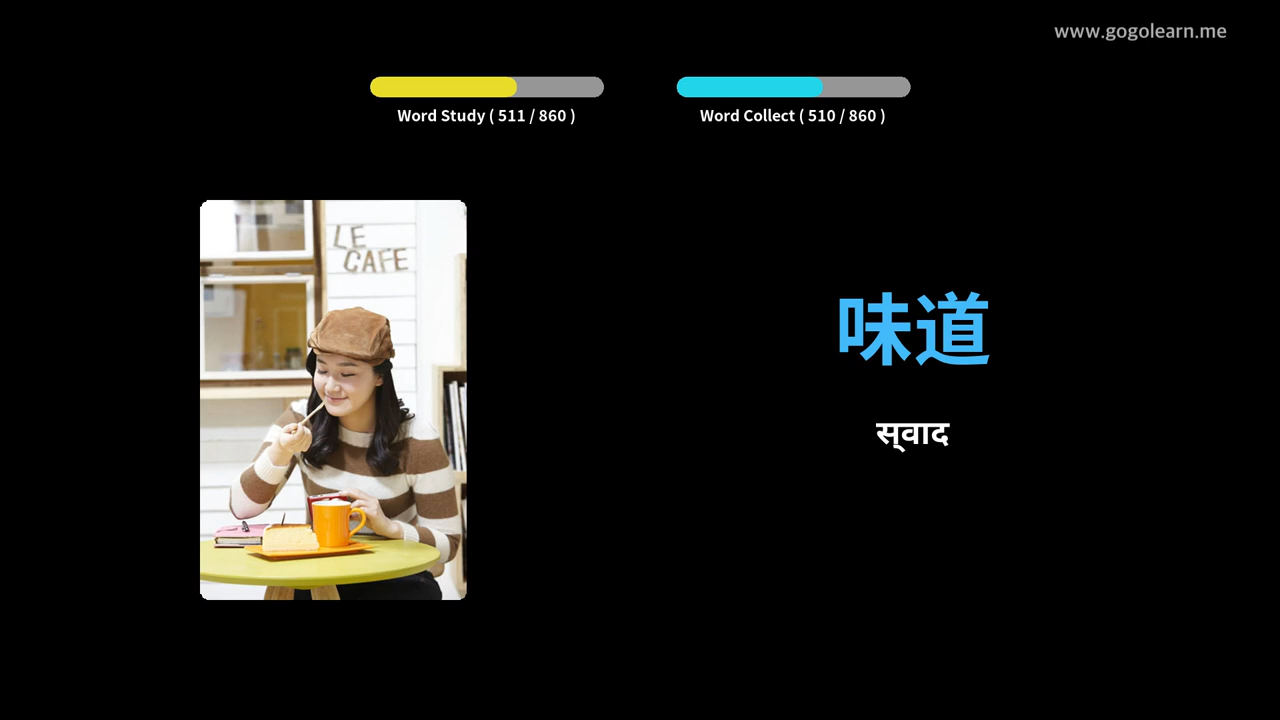 www.gogolearn.me
Word Study ( 511 / 860 )
Word Collect ( 510 / 860 )
LE
CAFE
味道
स्वाद